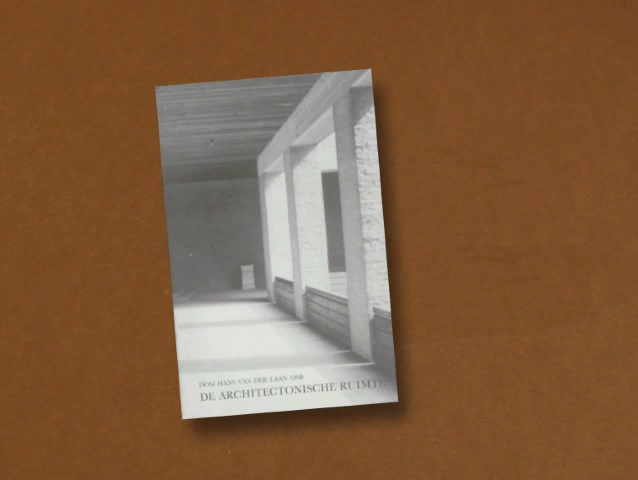 DOM HANS VAN DER LAAN OSB
DE ARCHITECTONISCHE RUIMTE